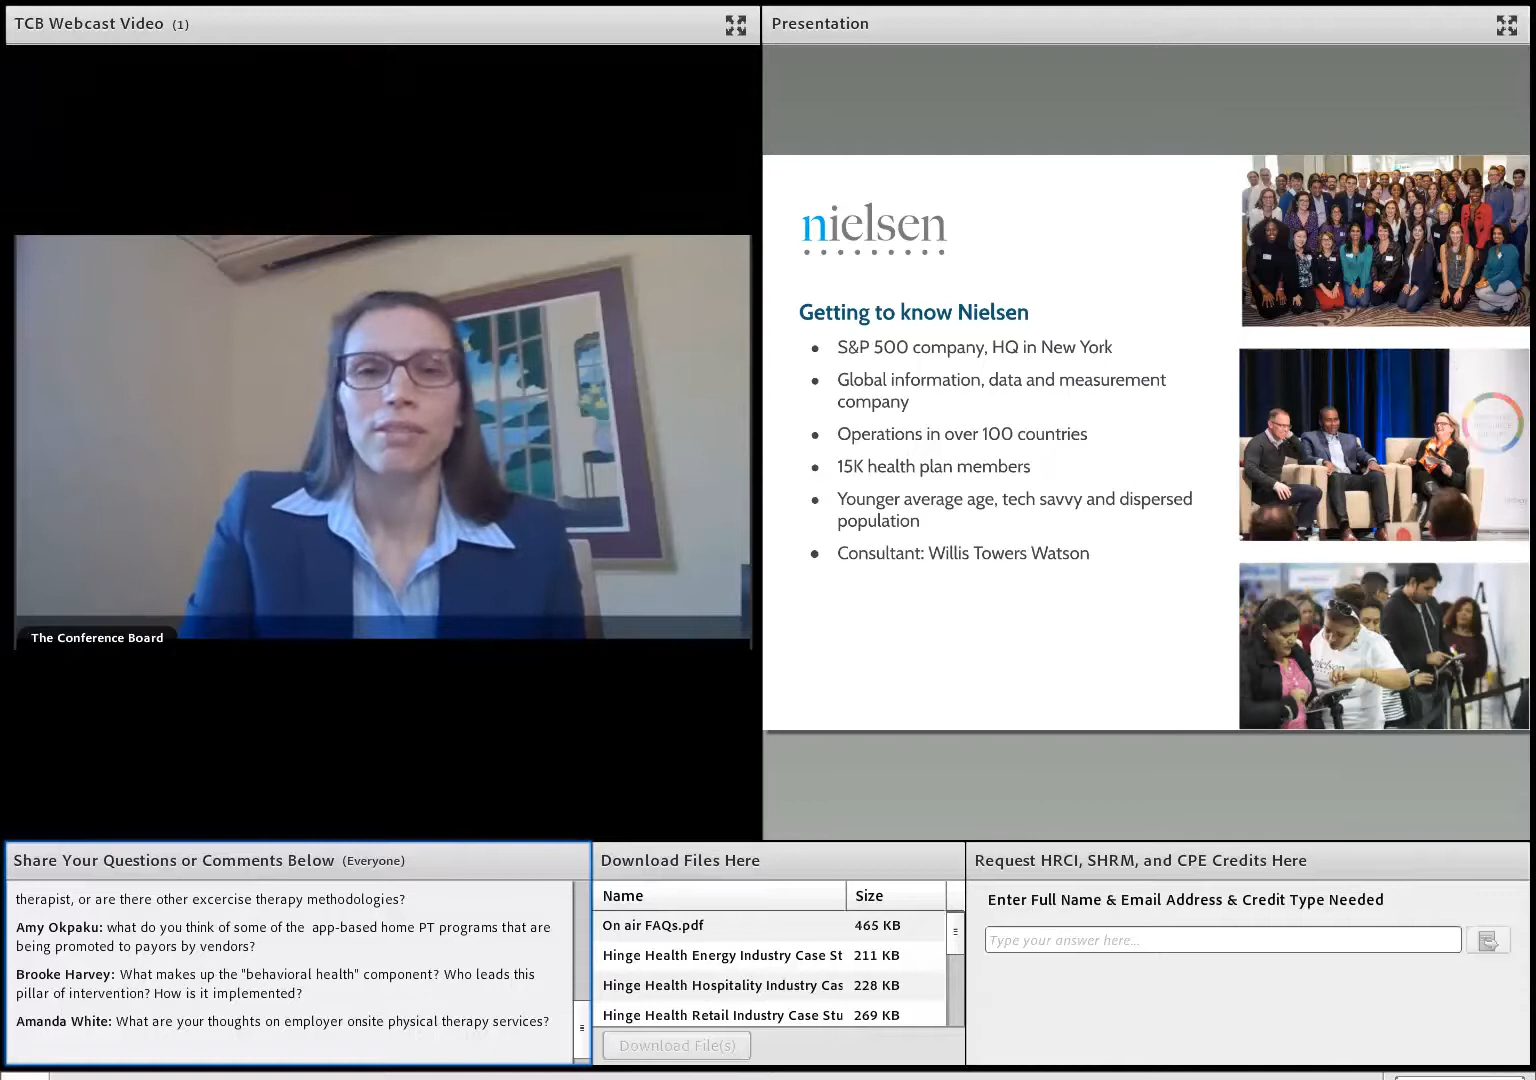 TCB Webcast Video (1)
Presentation
nielsen
Getting to know Nielsen
● S&P 500 company, HQ in New York
● Global information, data and measurement
company
● Operations in over 100 countries
● 15K health plan members
● Younger average age, tech savvy and dispersed
population
● Consultant: Willis Towers Watson
The Conference Board
Share Your Questions or Comments Below (Everyone)
therapist, or are there other excercise therapy methodologies?
Amy Okpaku: what do you think of some of the  app-based home PT programs that are
being promoted to payors by vendors?
Brooke Harvey: What makes up the "behavioral health" component? Who leads this
pillar of intervention? How is it implemented?
Amanda White: What are your thoughts on employer onsite physical therapy services?
Download Files Here
Name Size
On air FAQs.pdf 465 KB
Hinge Health Energy Industry Case St 211 KB
Hinge Health Hospitality Industry Cas 228 KB
Hinge Health Retail Industry Case Stu 269 KB
Download File(s)
Request HRCI, SHRM, and CPE Credits Here
Enter Full Name & Email Address & Credit Type Needed
Type your answer here...